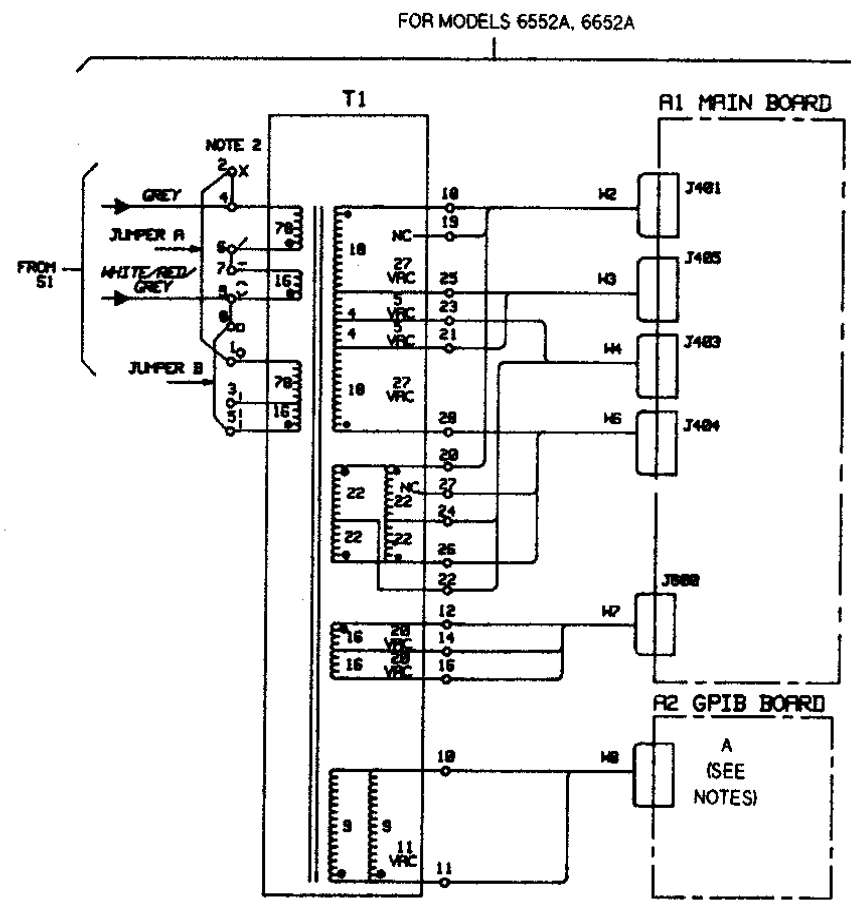 FOR MODELS 6552A, 6652A
T1
A1 MAIN BOARD
NOTE 2
2
X
4
GREY
JUMPER A
6
7
WHITE/RED/
GREY
FROM
S1
9
8
1
JUMPER B
3
5
78
16
78
16
18
27
VAC
5
4
4
5
VAC
27
18
VAC
22
22
NC
22
22
16
20
VAC
16
20
VAC
9
9
11
VAC
18
19
NC
25
23
21
28
20
27
24
26
22
12
14
16
10
11
W2
J401
W3
J405
W4
J403
W6
J404
W7
A2 GPIB BOARD
W8
A
(SEE
NOTES)